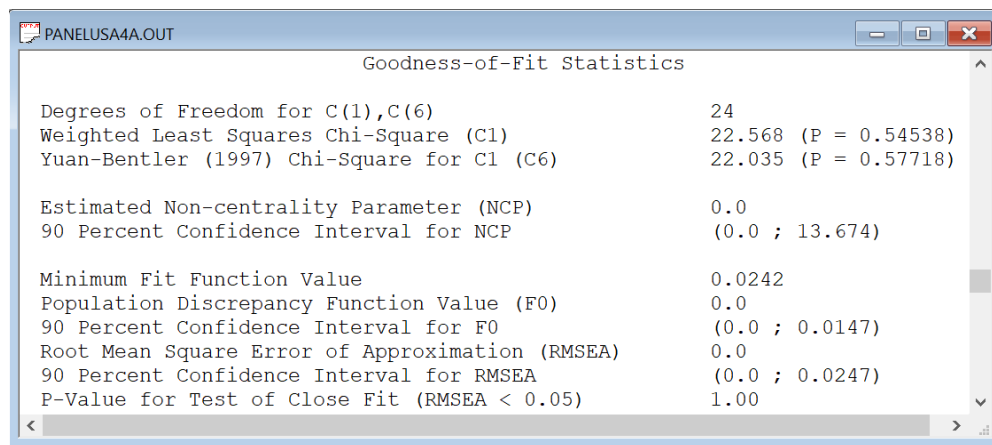 PANELUSA4A.OUT
Goodness-of-Fit Statistics
Degrees of Freedom for C(1),C(6) 24
Weighted Least Squares Chi-Square (C1) 22.568 (P = 0.54538)
Yuan-Bentler (1997) Chi-Square for C1 (C6) 22.035 (P = 0.57718)
Estimated Non-centrality Parameter (NCP) 0.0
90 Percent Confidence Interval for NCP (0.0 ; 13.674)
Minimum Fit Function Value 0.0242
Population Discrepancy Function Value (F0) 0.0
90 Percent Confidence Interval for F0 (0.0 ; 0.0147)
Root Mean Square Error of Approximation (RMSEA) 0.0
90 Percent Confidence Interval for RMSEA (0.0 ; 0.0247)
P-Value for Test of Close Fit (RMSEA < 0.05) 1.00